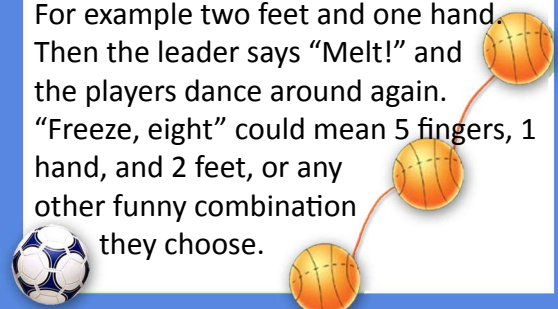 For example two feet and one hand.
Then the leader says “Melt!” and
the players dance around again.
“Freeze, eight” could mean 5 fingers, 1
hand, and 2 feet, or any
other funny combination
they choose.